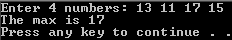 Enter 4 numbers: 13 11 17 15
The max is 17
Press any key to continue . .